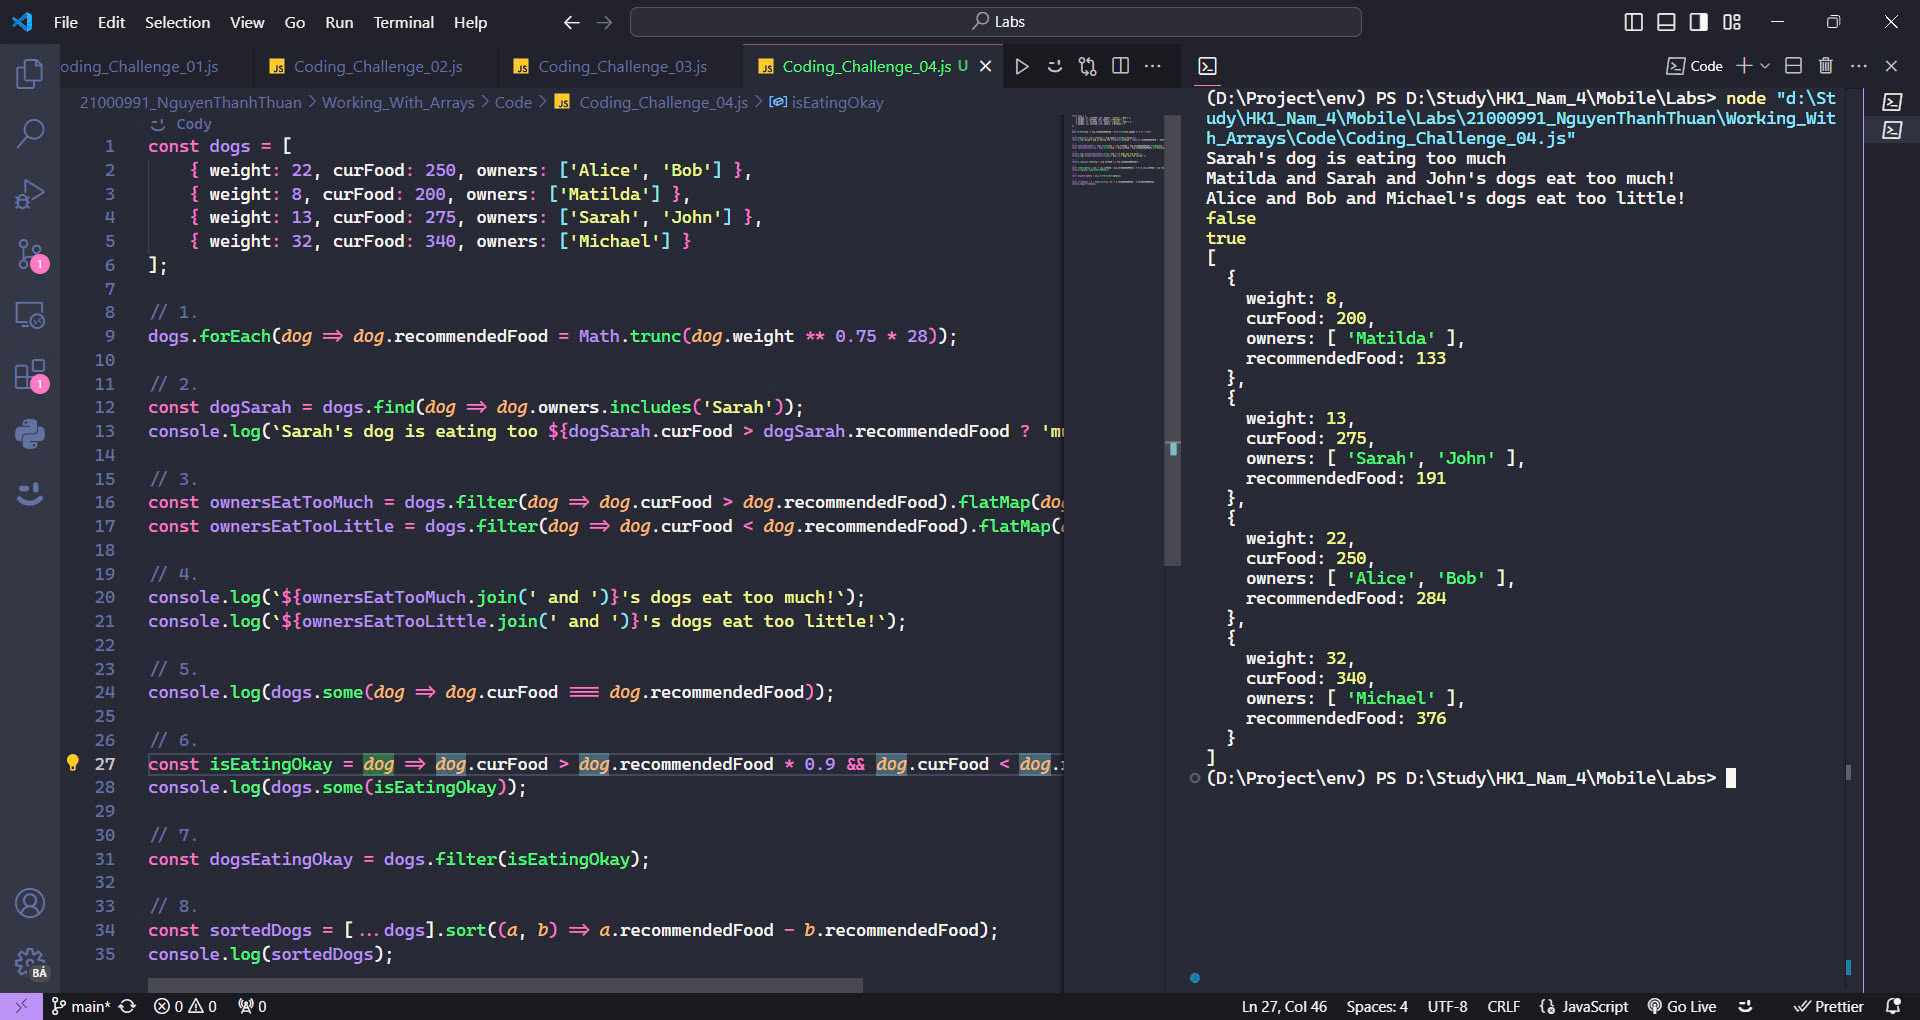 File Edit Selection View Go Run Terminal Help
Labs
oding_Challenge_01.js
JS Coding_Challenge_02.js
JS Coding_Challenge_03.js
JS Coding_Challenge_04.js U
21000991_NguyenThanhThuan > Working_With_Arrays > Code > JS Coding_Challenge_04.js > isEatingOkay
Cody
1 const dogs = [
2 { weight: 22, curFood: 250, owners: ['Alice', 'Bob'] },
3 { weight: 8, curFood: 200, owners: ['Matilda'] },
4 { weight: 13, curFood: 275, owners: ['Sarah', 'John'] },
5 { weight: 32, curFood: 340, owners: ['Michael'] }
6 ];
7
8 // 1.
9 dogs.forEach(dog => dog.recommendedFood = Math.trunc(dog.weight ** 0.75 * 28));
10
11 // 2.
12 const dogSarah = dogs.find(dog => dog.owners.includes('Sarah'));
13 console.log(`Sarah's dog is eating too ${dogSarah.curFood > dogSarah.recommendedFood ? 'mu
14
15 // 3.
16 const ownersEatTooMuch = dogs.filter(dog => dog.curFood > dog.recommendedFood).flatMap(do
17 const ownersEatTooLittle = dogs.filter(dog => dog.curFood < dog.recommendedFood).flatMap(
18
19 // 4.
20 console.log(`${ownersEatTooMuch.join(' and ')}'s dogs eat too much!`);
21 console.log(`${ownersEatTooLittle.join(' and ')}'s dogs eat too little!`);
22
23 // 5.
24 console.log(dogs.some(dog => dog.curFood === dog.recommendedFood));
25
26 // 6.
27 const isEatingOkay = dog => dog.curFood > dog.recommendedFood * 0.9 && dog.curFood < dog.
28 console.log(dogs.some(isEatingOkay));
29
30 // 7.
31 const dogsEatingOkay = dogs.filter(isEatingOkay);
32
33 // 8.
34 const sortedDogs = [...dogs].sort((a, b) => a.recommendedFood - b.recommendedFood);
35 console.log(sortedDogs);
Code
(D:\Project\env) PS D:\Study\HK1_Nam_4\Mobile\Labs> node "d:\St
udy\HK1_Nam_4\Mobile\Labs\21000991_NguyenThanhThuan\Working_Wit
h_Arrays\Code\Coding_Challenge_04.js"
Sarah's dog is eating too much
Matilda and Sarah and John's dogs eat too much!
Alice and Bob and Michael's dogs eat too little!
false
true
[
{
weight: 8,
curFood: 200,
owners: [ 'Matilda' ],
recommendedFood: 133
},
{
weight: 13,
curFood: 275,
owners: [ 'Sarah', 'John' ],
recommendedFood: 191
},
{
weight: 22,
curFood: 250,
owners: [ 'Alice', 'Bob' ],
recommendedFood: 284
},
{
weight: 32,
curFood: 340,
owners: [ 'Michael' ],
recommendedFood: 376
}
]
(D:\Project\env) PS D:\Study\HK1_Nam_4\Mobile\Labs>
1
1
BÁ
main* 0 0 0
Ln 27, Col 46 Spaces: 4 UTF-8 CRLF {} JavaScript Go Live Prettier